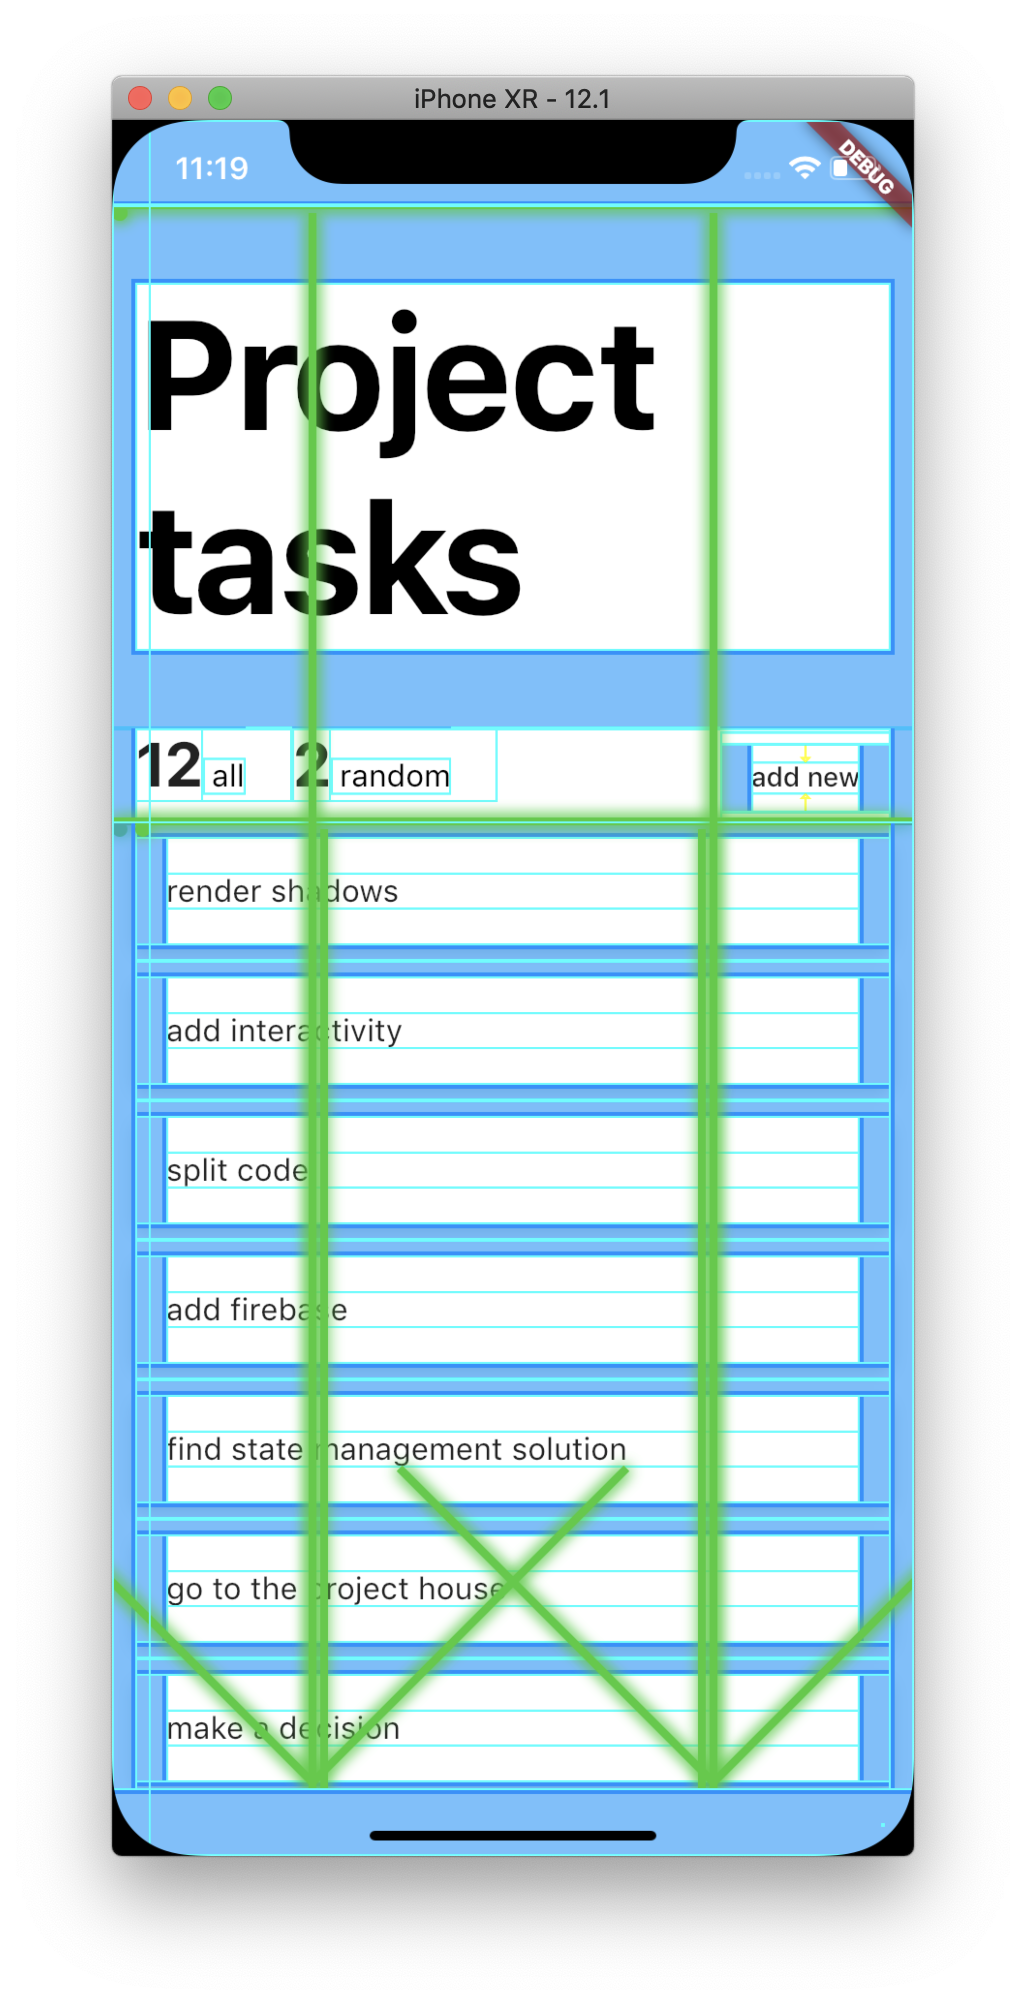 iPhone XR - 12.1
11:19
DEBUG
Project
tasks
12 all 2 random add new
render shadows
add interactivity
split code
add firebase
find state management solution
go to the project house
make a decision